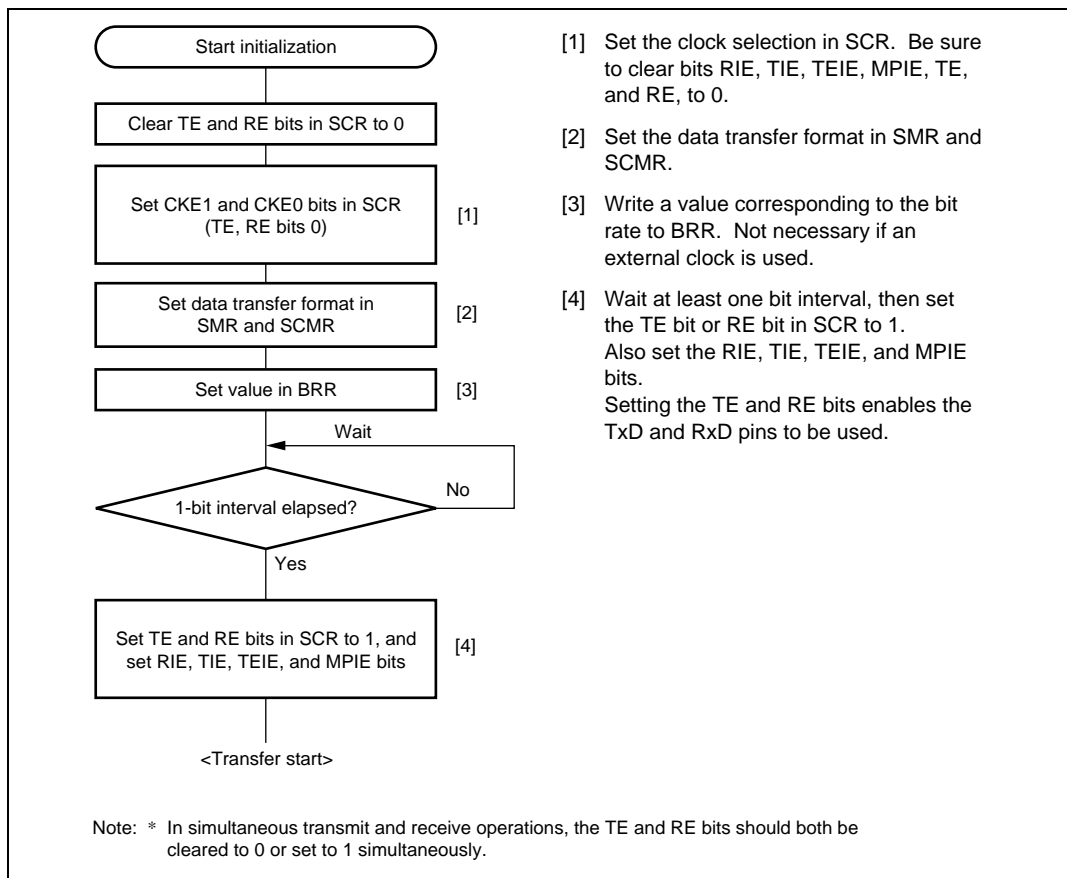 Start initialization
Clear TE and RE bits in SCR to 0
Set CKE1 and CKE0 bits in SCR
(TE, RE bits 0)
[1]
Set data transfer format in
SMR and SCMR
[2]
Set value in BRR
[3]
Wait
No
1-bit interval elapsed?
Yes
Set TE and RE bits in SCR to 1, and
set RIE, TIE, TEIE, and MPIE bits
[4]
<Transfer start>
[1] Set the clock selection in SCR.  Be sure
to clear bits RIE, TIE, TEIE, MPIE, TE,
and RE, to 0.
[2] Set the data transfer format in SMR and
SCMR.
[3] Write a value corresponding to the bit
rate to BRR.  Not necessary if an
external clock is used.
[4] Wait at least one bit interval, then set
the TE bit or RE bit in SCR to 1.
Also set the RIE, TIE, TEIE, and MPIE
bits.
Setting the TE and RE bits enables the
TxD and RxD pins to be used.
Note: * In simultaneous transmit and receive operations, the TE and RE bits should both be
cleared to 0 or set to 1 simultaneously.